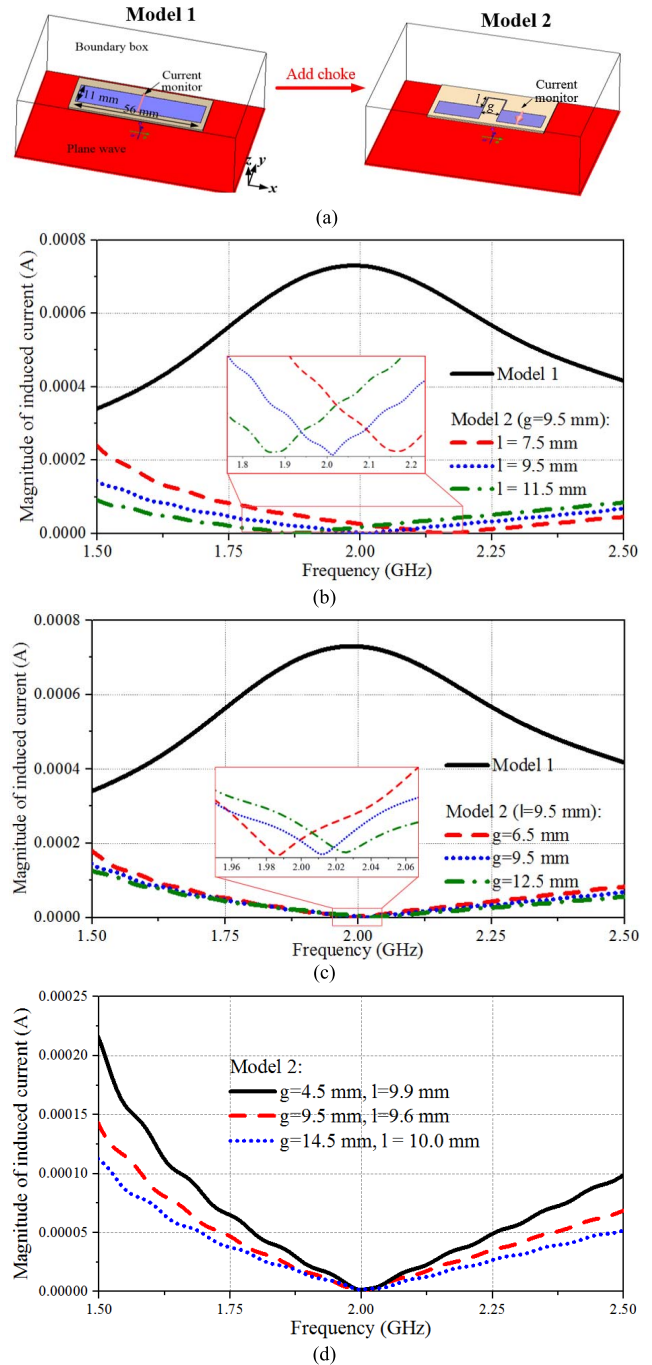 Model 1
Model 2
Boundary box
Current
monitor
11 mm
56 mm
Plane wave
z
y
x
Add choke
l
g
Current
monitor
(a)
Magnitude of induced current (A)
0.0008
0.0006
0.0004
0.0002
0.0000
Model 1
Model 2 (g=9.5 mm):
l = 7.5 mm
l = 9.5 mm
l = 11.5 mm
1.8 1.9 2.0 2.1 2.2
1.50 1.75 2.00 2.25 2.50
Frequency (GHz)
(b)
Magnitude of induced current (A)
0.0008
0.0006
0.0004
0.0002
0.0000
Model 1
Model 2 (l=9.5 mm):
g=6.5 mm
g=9.5 mm
g=12.5 mm
1.96 1.98 2.00 2.02 2.04 2.06
1.50 1.75 2.00 2.25 2.50
Frequency (GHz)
(c)
Magnitude of induced current (A)
0.00025
0.00020
0.00015
0.00010
0.00005
0.00000
Model 2:
g=4.5 mm, l=9.9 mm
g=9.5 mm, l=9.6 mm
g=14.5 mm, l = 10.0 mm
1.50 1.75 2.00 2.25 2.50
Frequency (GHz)
(d)